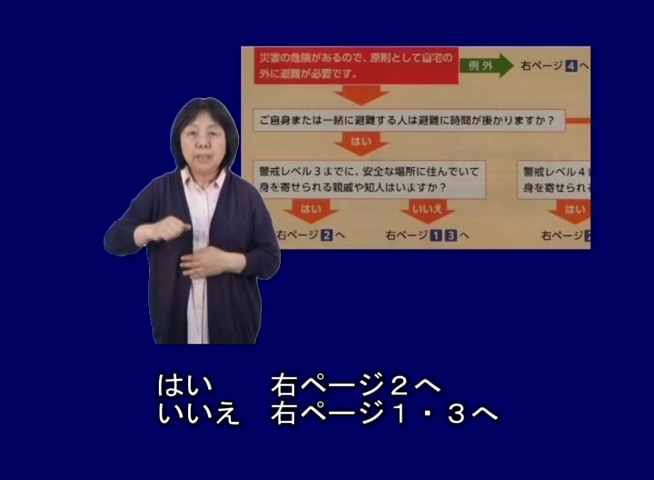 災害の危険があるので、原則として自宅の
外に避難が必要です。
例外
右ページ4へ
ご自身または一緒に避難する人は避難に時間が掛かりますか？
はい
警戒レベル3までに、安全な場所に住んでいて
身を寄せられる親戚や知人はいますか？
警戒レベル4
身を寄せられ
はい
いいえ
はい
右ページ2へ
右ページ1 3へ
右ページ
はい　　右ページ２へ
いいえ　右ページ１・３へ